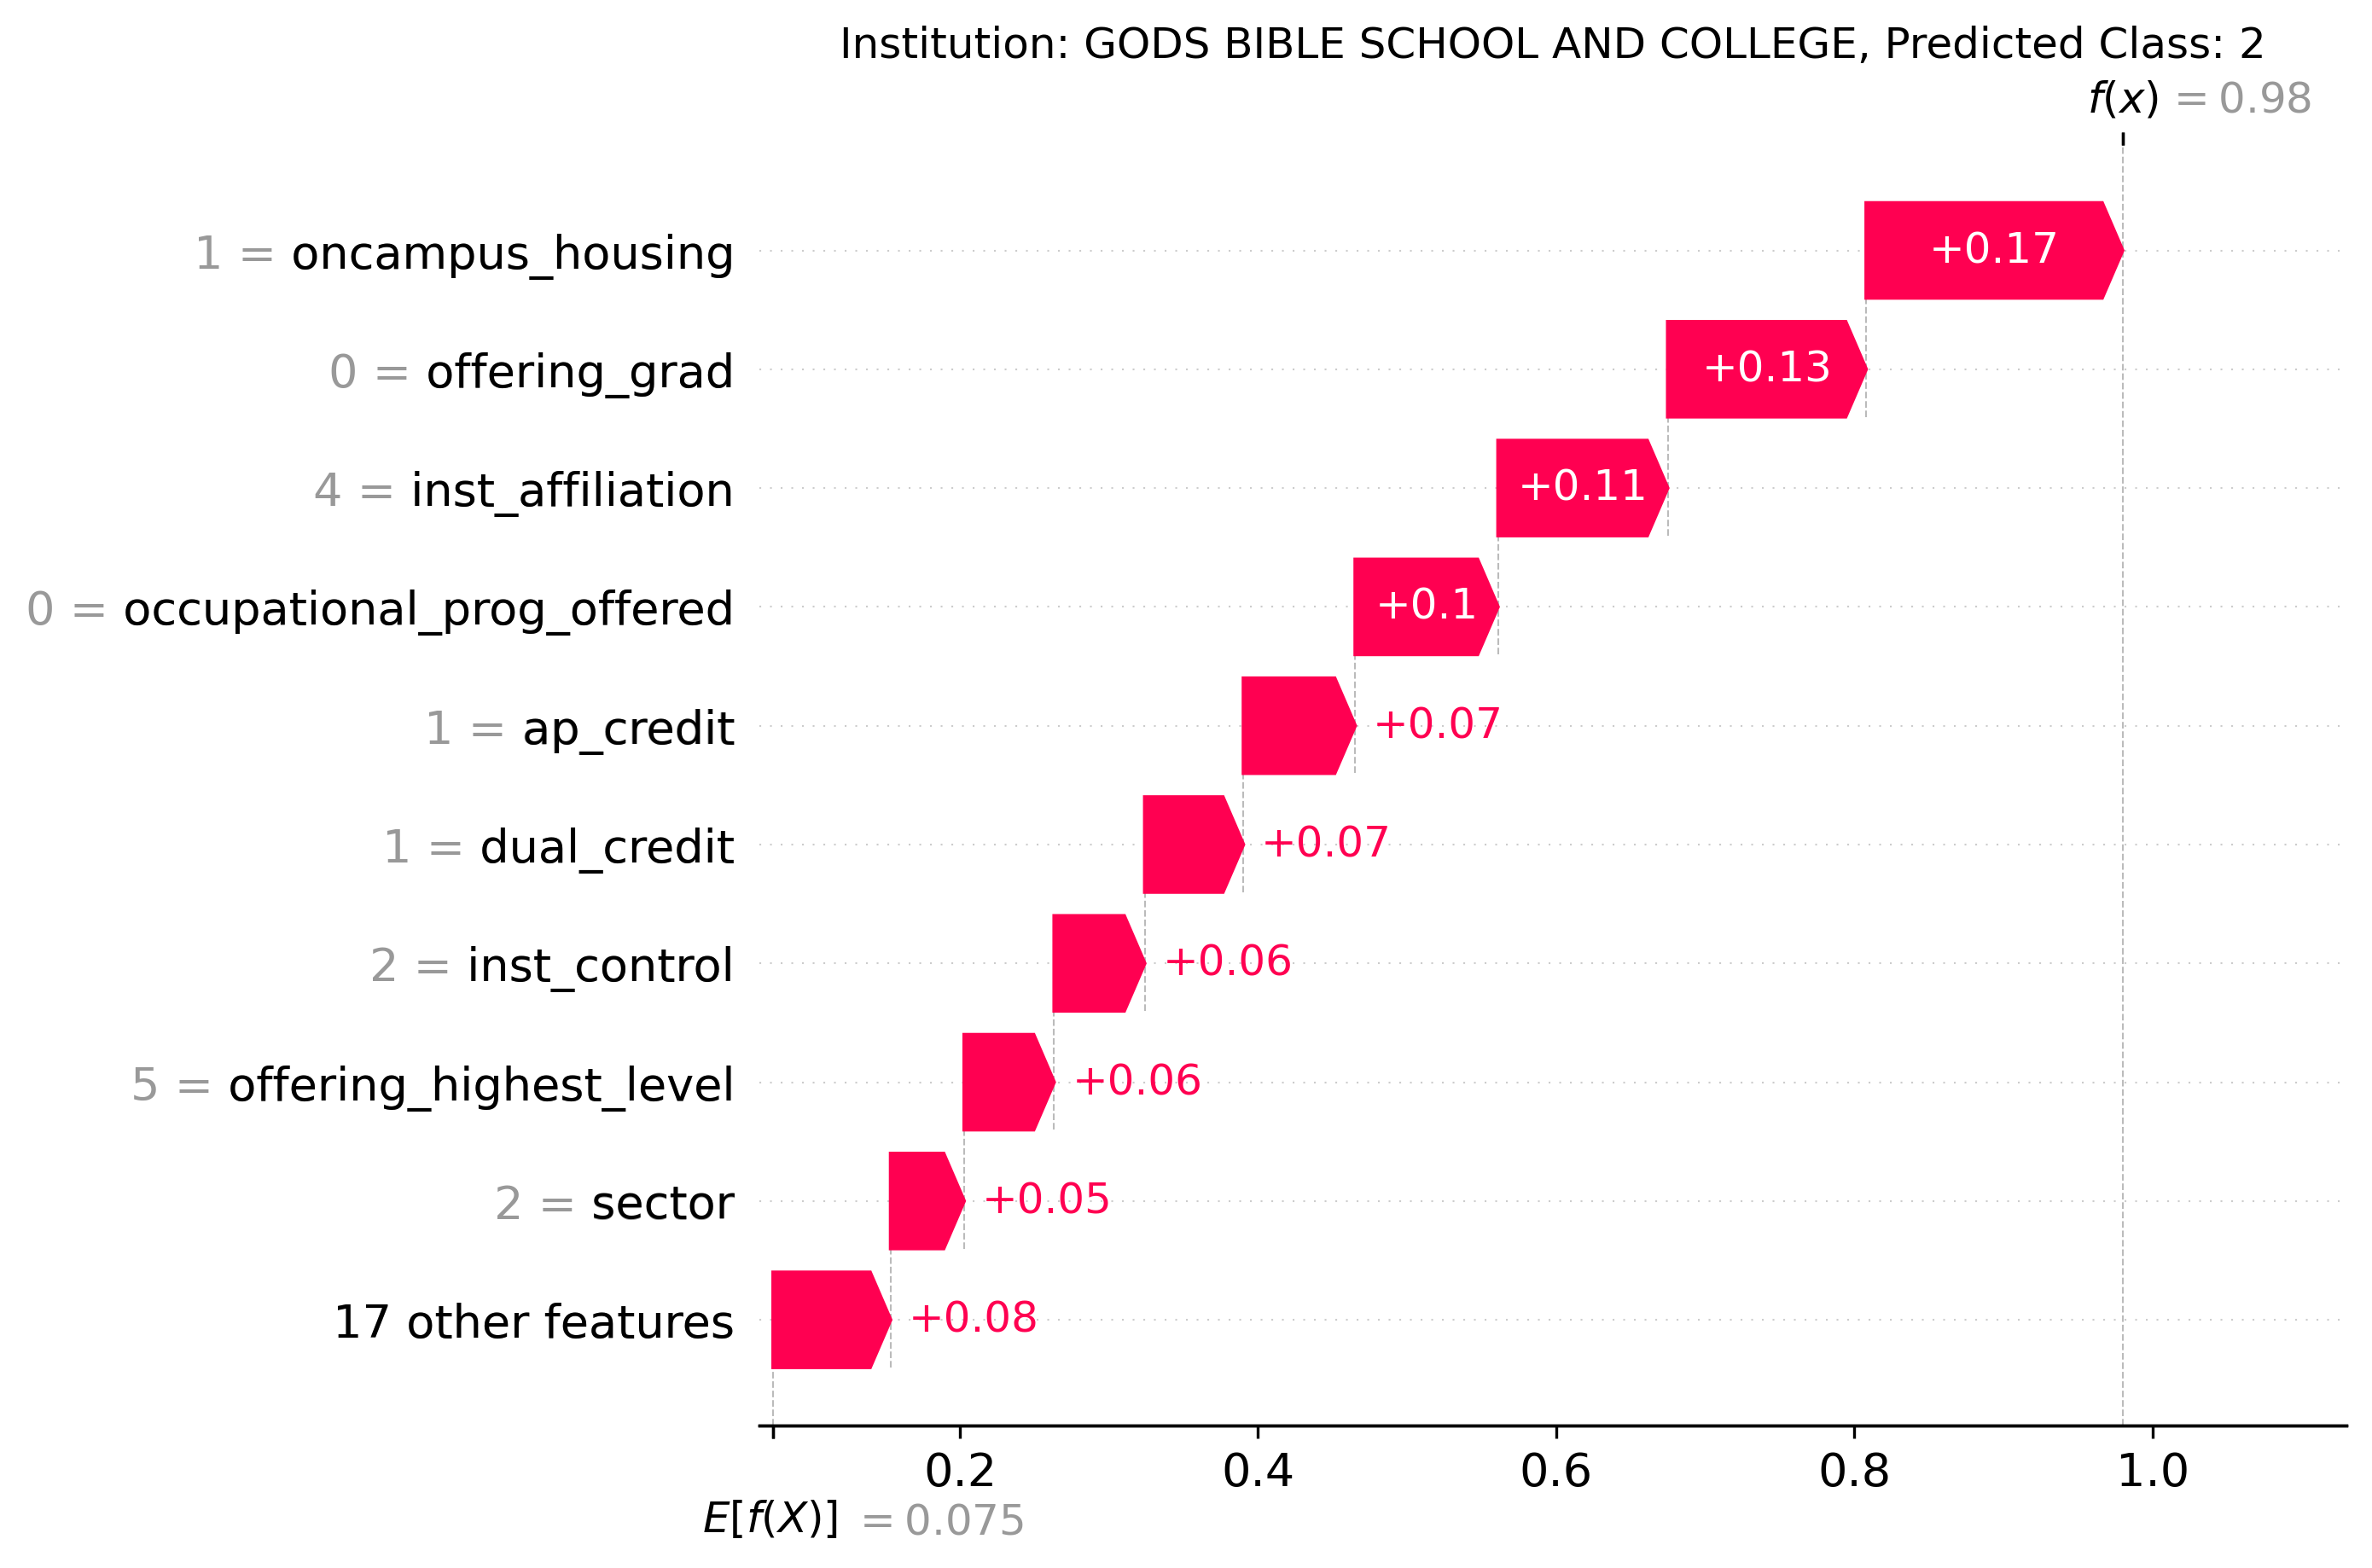 Institution: GODS BIBLE SCHOOL AND COLLEGE, Predicted Class: 2
f(x) = 0.98
1 = oncampus_housing +0.17
0 = offering_grad +0.13
4 = inst_affiliation +0.11
0 = occupational_prog_offered +0.1
1 = ap_credit +0.07
1 = dual_credit +0.07
2 = inst_control +0.06
5 = offering_highest_level +0.06
2 = sector +0.05
17 other features +0.08
0.2 0.4 0.6 0.8 1.0
E[f(X)] = 0.075